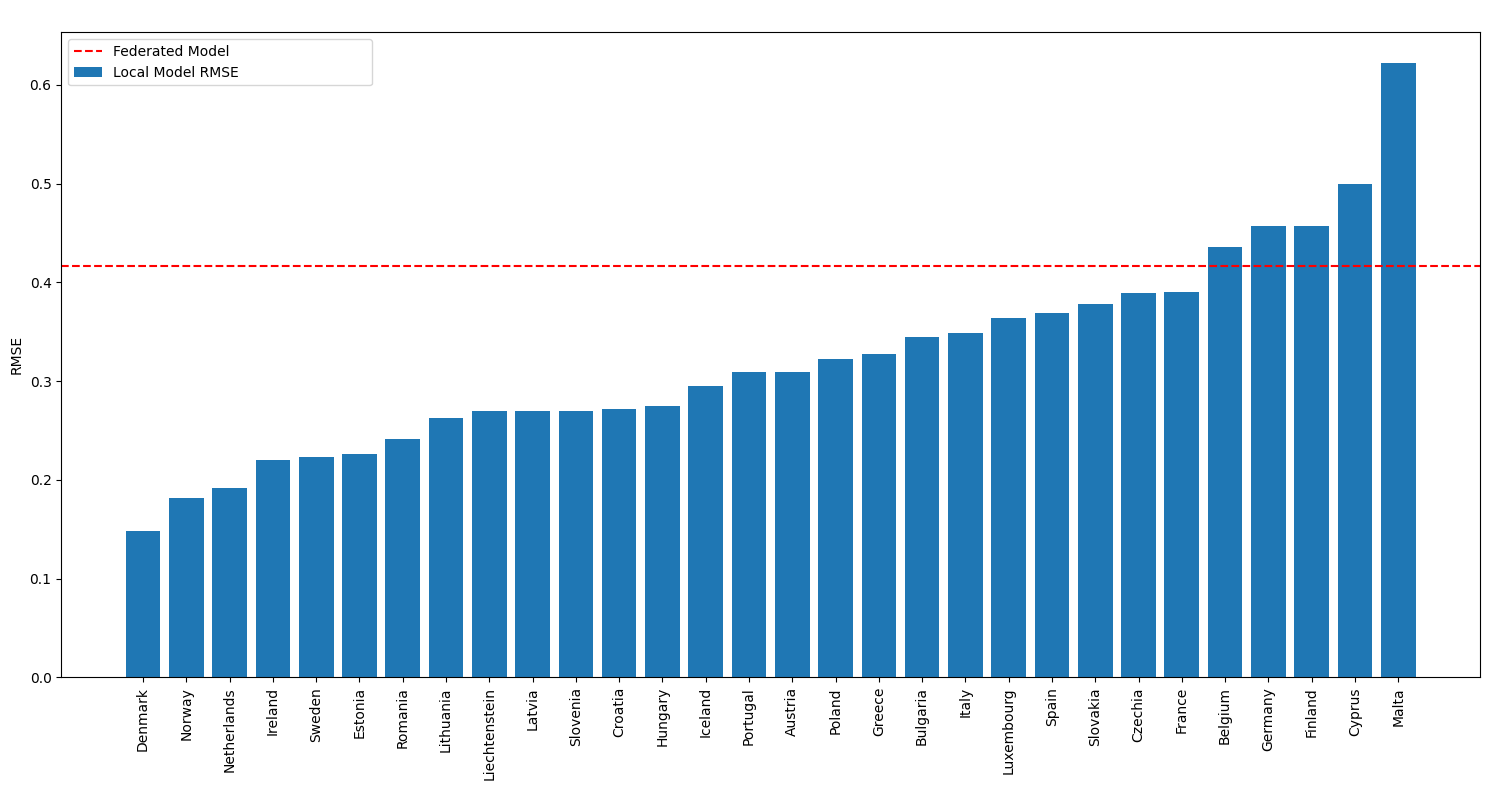 Federated Model
Local Model RMSE
RMSE
0.6
0.5
0.4
0.3
0.2
0.1
0.0
Denmark
Norway
Netherlands
Ireland
Sweden
Estonia
Romania
Lithuania
Liechtenstein
Latvia
Slovenia
Croatia
Hungary
Iceland
Portugal
Austria
Poland
Greece
Bulgaria
Italy
Luxembourg
Spain
Slovakia
Czechia
France
Belgium
Germany
Finland
Cyprus
Malta